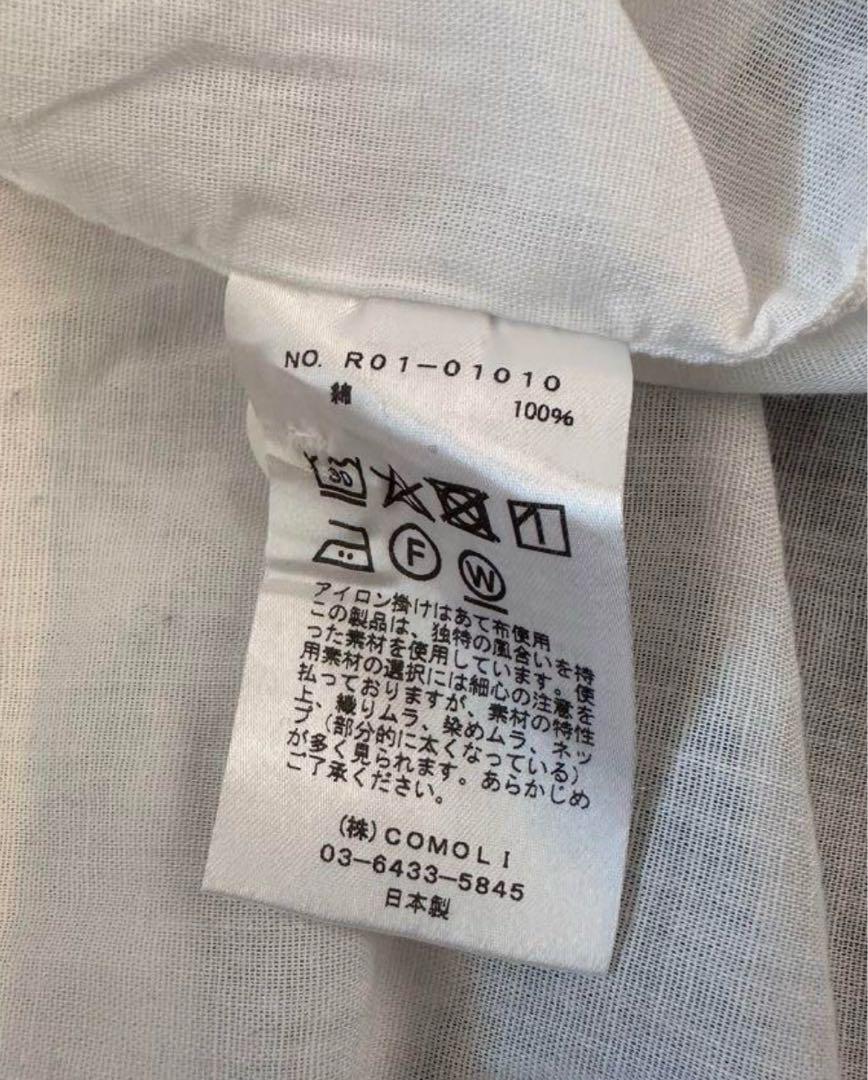 NO. R01-01010
綿 100%
30
F W
アイロン掛けはあて布使用
この製品は、独特の風合いを持
った素材を使用しています。使
用素材の選択には細心の注意を
払っておりますが、素材の特性
上、織りムラ、染めムラ、ネッ
プ（部分的に太くなっている）
が多く見られます。あらかじめ
ご了承ください。
(株)COMOLI
03-6433-5845
日本製